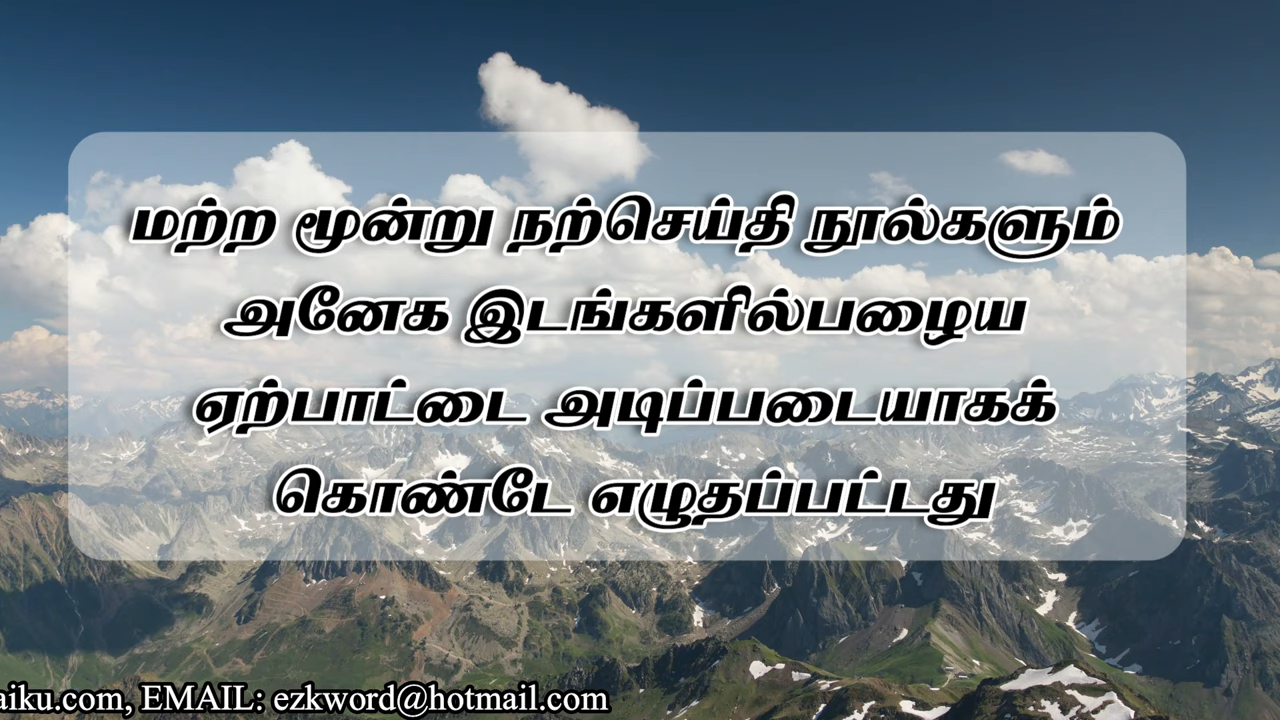 மற்ற மூன்று நற்செய்தி நூல்களும்
அனேக இடங்களில்பழைய
ஏற்பாட்டை அடிப்படையாகக்
கொண்டே எழுதப்பட்டது
aiku.com, EMAIL: ezkword@hotmail.com